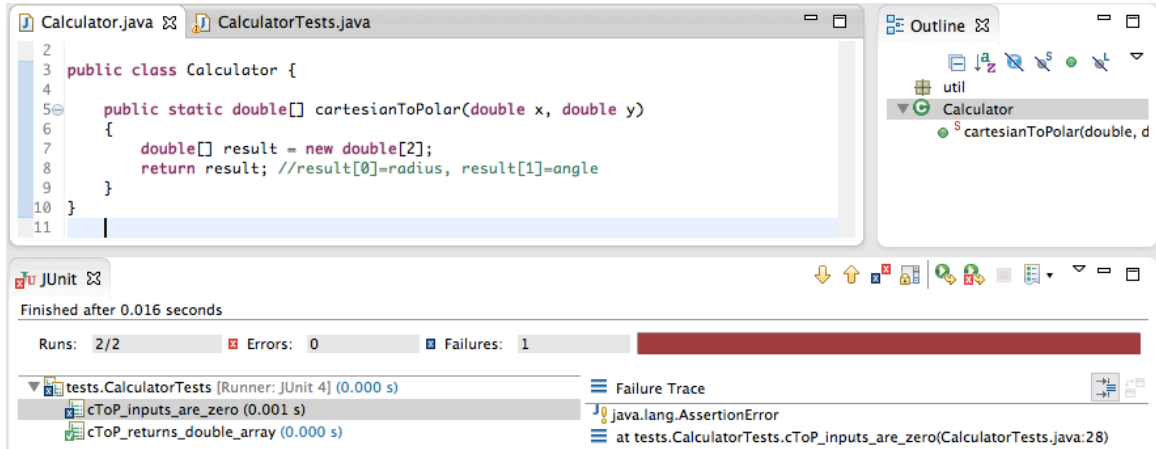 Calculator.java CalculatorTests.java
2
3 public class Calculator {
4
5 public static double[] cartesianToPolar(double x, double y)
6 {
7 double[] result = new double[2];
8 return result; //result[0]=radius, result[1]=angle
9 }
10 }
11
Outline
util
Calculator
S cartesianToPolar(double, d
JUnit
Finished after 0.016 seconds
Runs: 2/2 Errors: 0 Failures: 1
tests.CalculatorTests [Runner: JUnit 4] (0.000 s)
cToP_inputs_are_zero (0.001 s)
cToP_returns_double_array (0.000 s)
Failure Trace
java.lang.AssertionError
at tests.CalculatorTests.cToP_inputs_are_zero(CalculatorTests.java:28)